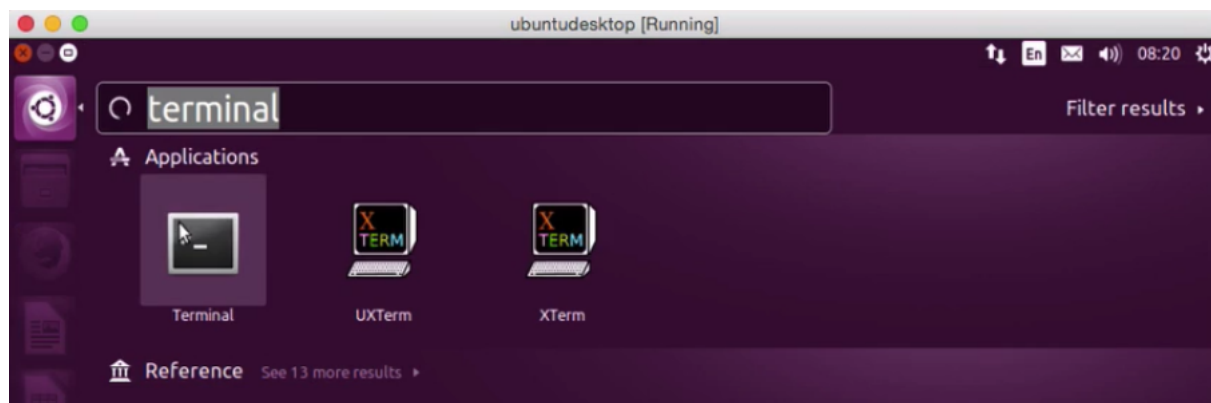 ubuntudesktop [Running]
En 08:20
terminal
Filter results
Applications
X TERM
X TERM
Terminal UXTerm XTerm
Reference See 13 more results